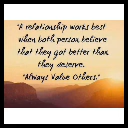 "A relationship works best
when both person believe
that they got better than
they deserve.
"Always Value Others."